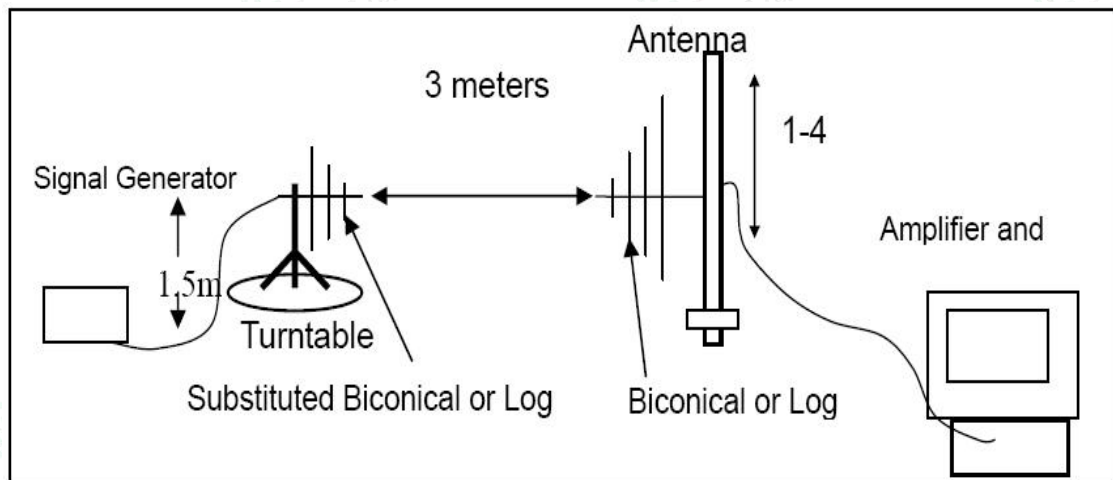 Antenna
3 meters
1-4
Signal Generator
Amplifier and
1.5m
Turntable
Substituted Biconical or Log
Biconical or Log